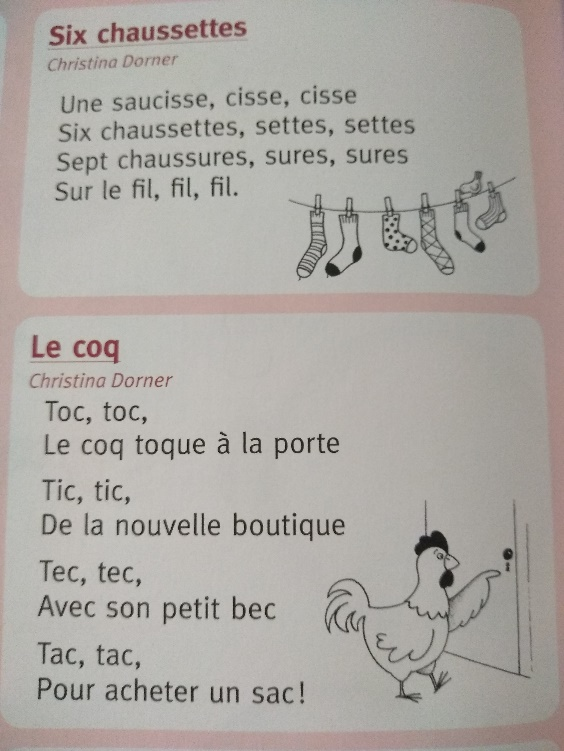 Six chaussettes
Christina Dorner
Une saucisse, cisse, cisse
Six chaussettes, settes, settes
Sept chaussures, sures, sures
Sur le fil, fil, fil.
Le coq
Christina Dorner
Toc, toc,
Le coq toque à la porte
Tic, tic,
De la nouvelle boutique
Tec, tec,
Avec son petit bec
Tac, tac,
Pour acheter un sac!